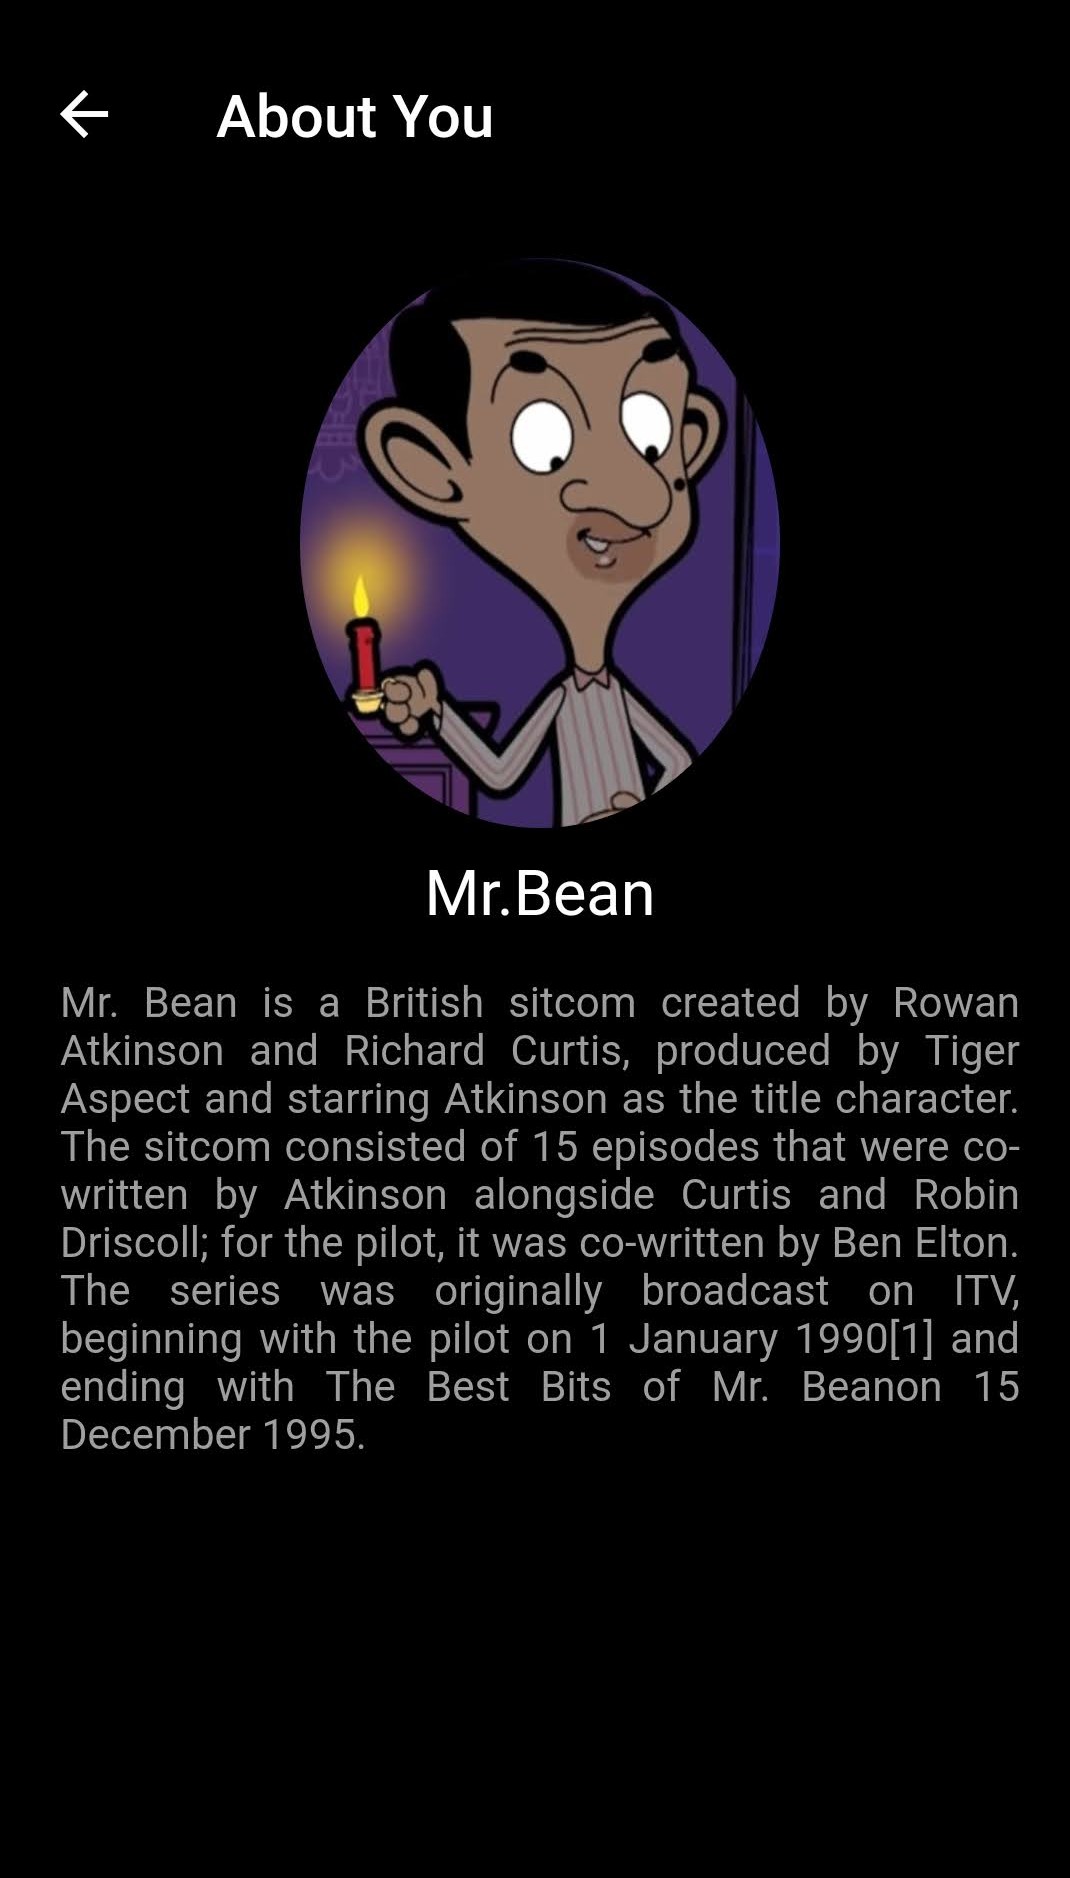 About You
Mr.Bean
Mr. Bean is a British sitcom created by Rowan
Atkinson and Richard Curtis, produced by Tiger
Aspect and starring Atkinson as the title character.
The sitcom consisted of 15 episodes that were co-
written by Atkinson alongside Curtis and Robin
Driscoll; for the pilot, it was co-written by Ben Elton.
The series was originally broadcast on ITV,
beginning with the pilot on 1 January 1990[1] and
ending with The Best Bits of Mr. Beanon 15
December 1995.